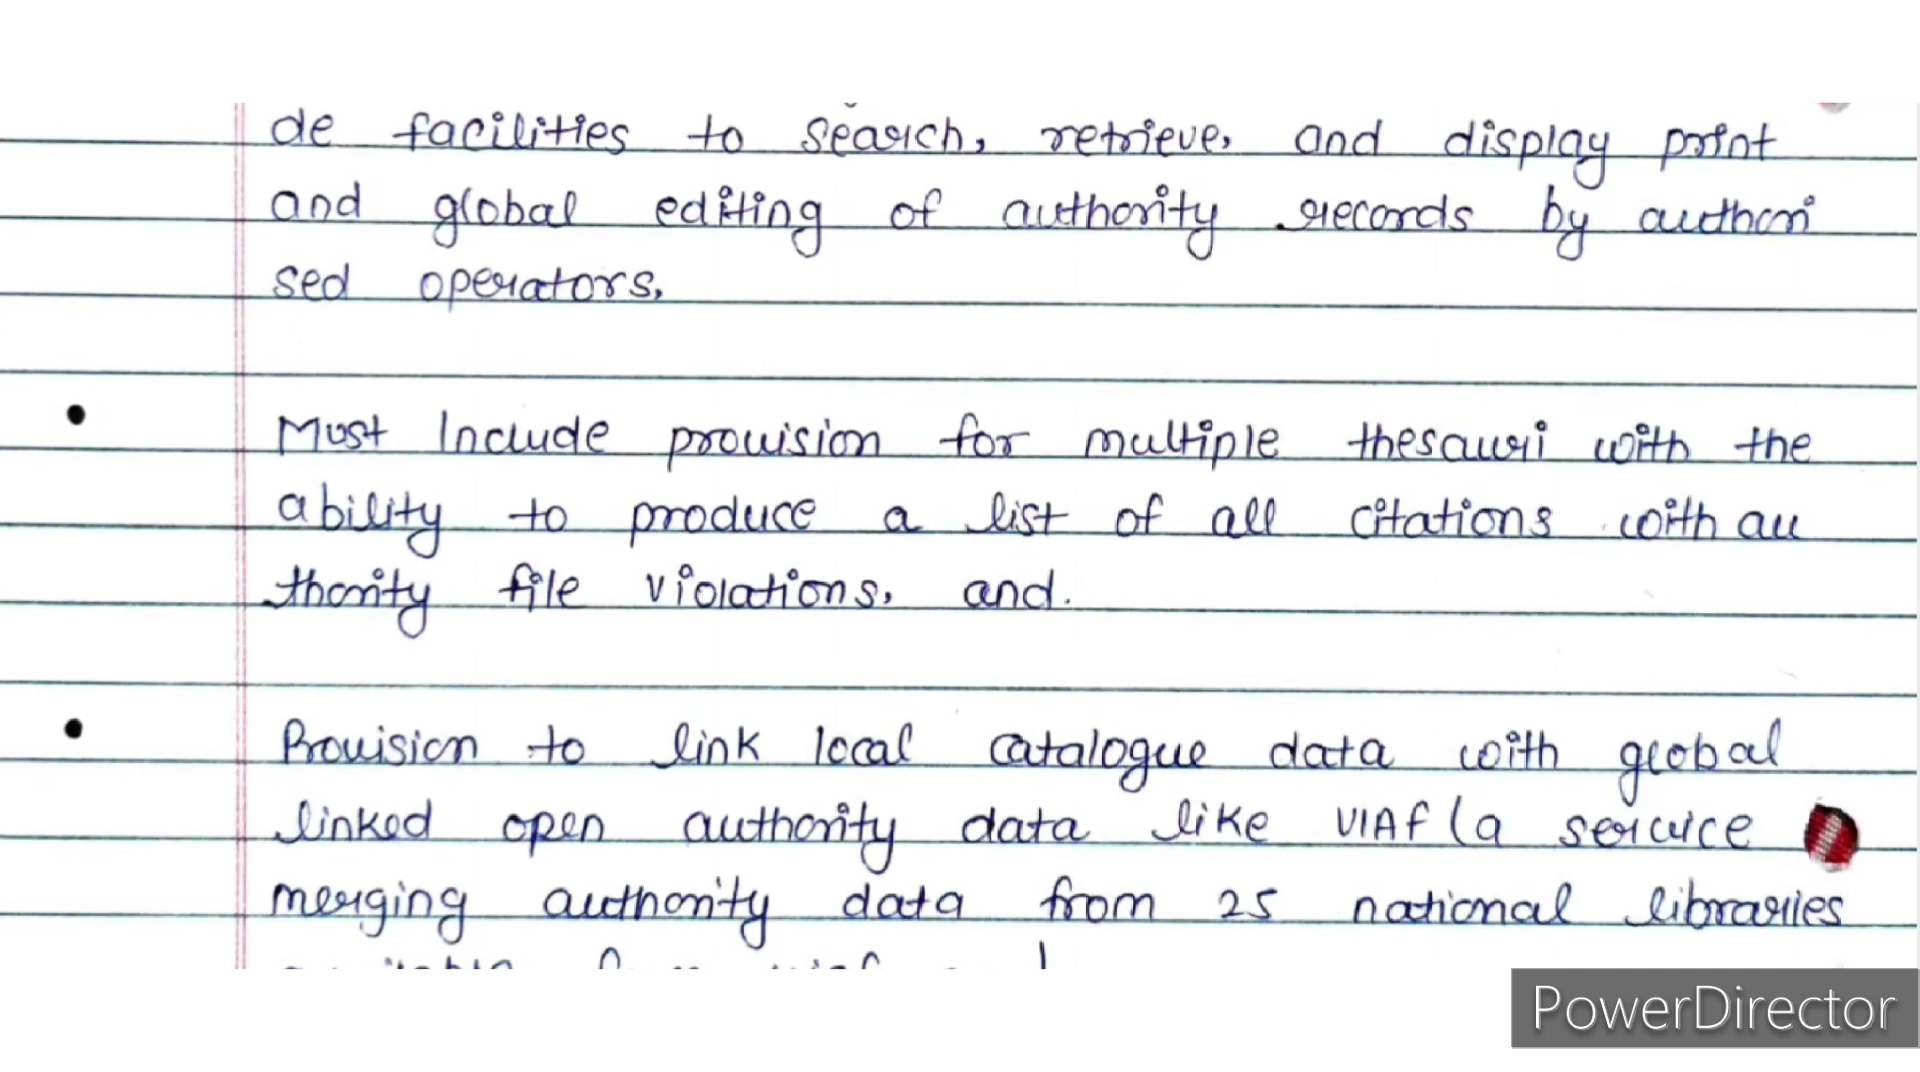 de facilities to search, retrieve, and display print
and global editing of authority records by authori
sed operators,
• Must Include provision for multiple thesauri with the
ability to produce a list of all citations with au
thority file violations, and.
• Provision to link local catalogue data with global
linked open authority data like VIAF (a service
merging authority data from 25 national libraries
PowerDirector